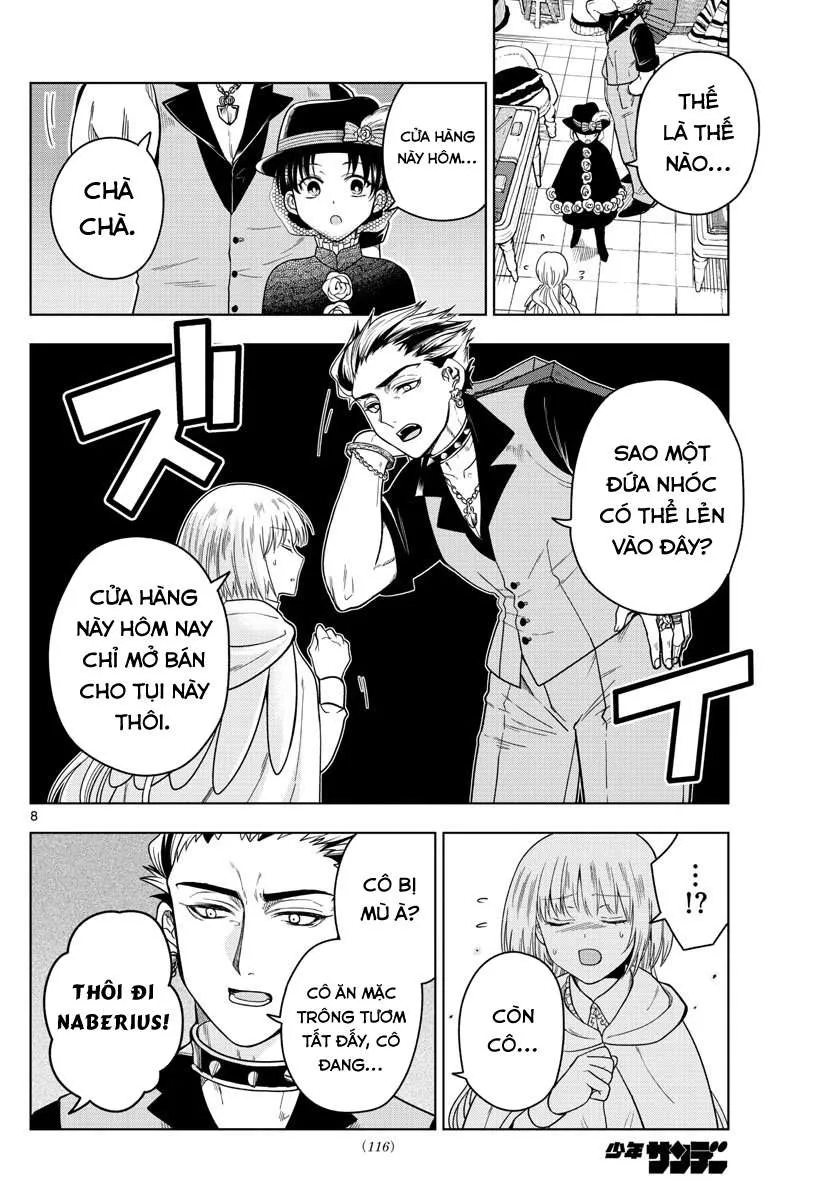 THẾ
LÀ THẾ
NÀO...
CỬA HÀNG
NÀY HÔM...
CHÀ
CHÀ.
SAO MỘT
ĐỨA NHÓC
CÓ THỂ LẺN
VÀO ĐÂY?
ズイ
CỬA HÀNG
NÀY HÔM NAY
CHỈ MỞ BÁN
CHO TỤI NÀY
THÔI.
8
...!?
CÒN
CÔ...
CÔ BỊ
MÙ À?
CÔ ĂN MẶC
TRÔNG TƯƠM
TẤT ĐẤY, CÔ
ĐANG...
THÔI ĐI
NABERIUS!
(116)
少年サンデー